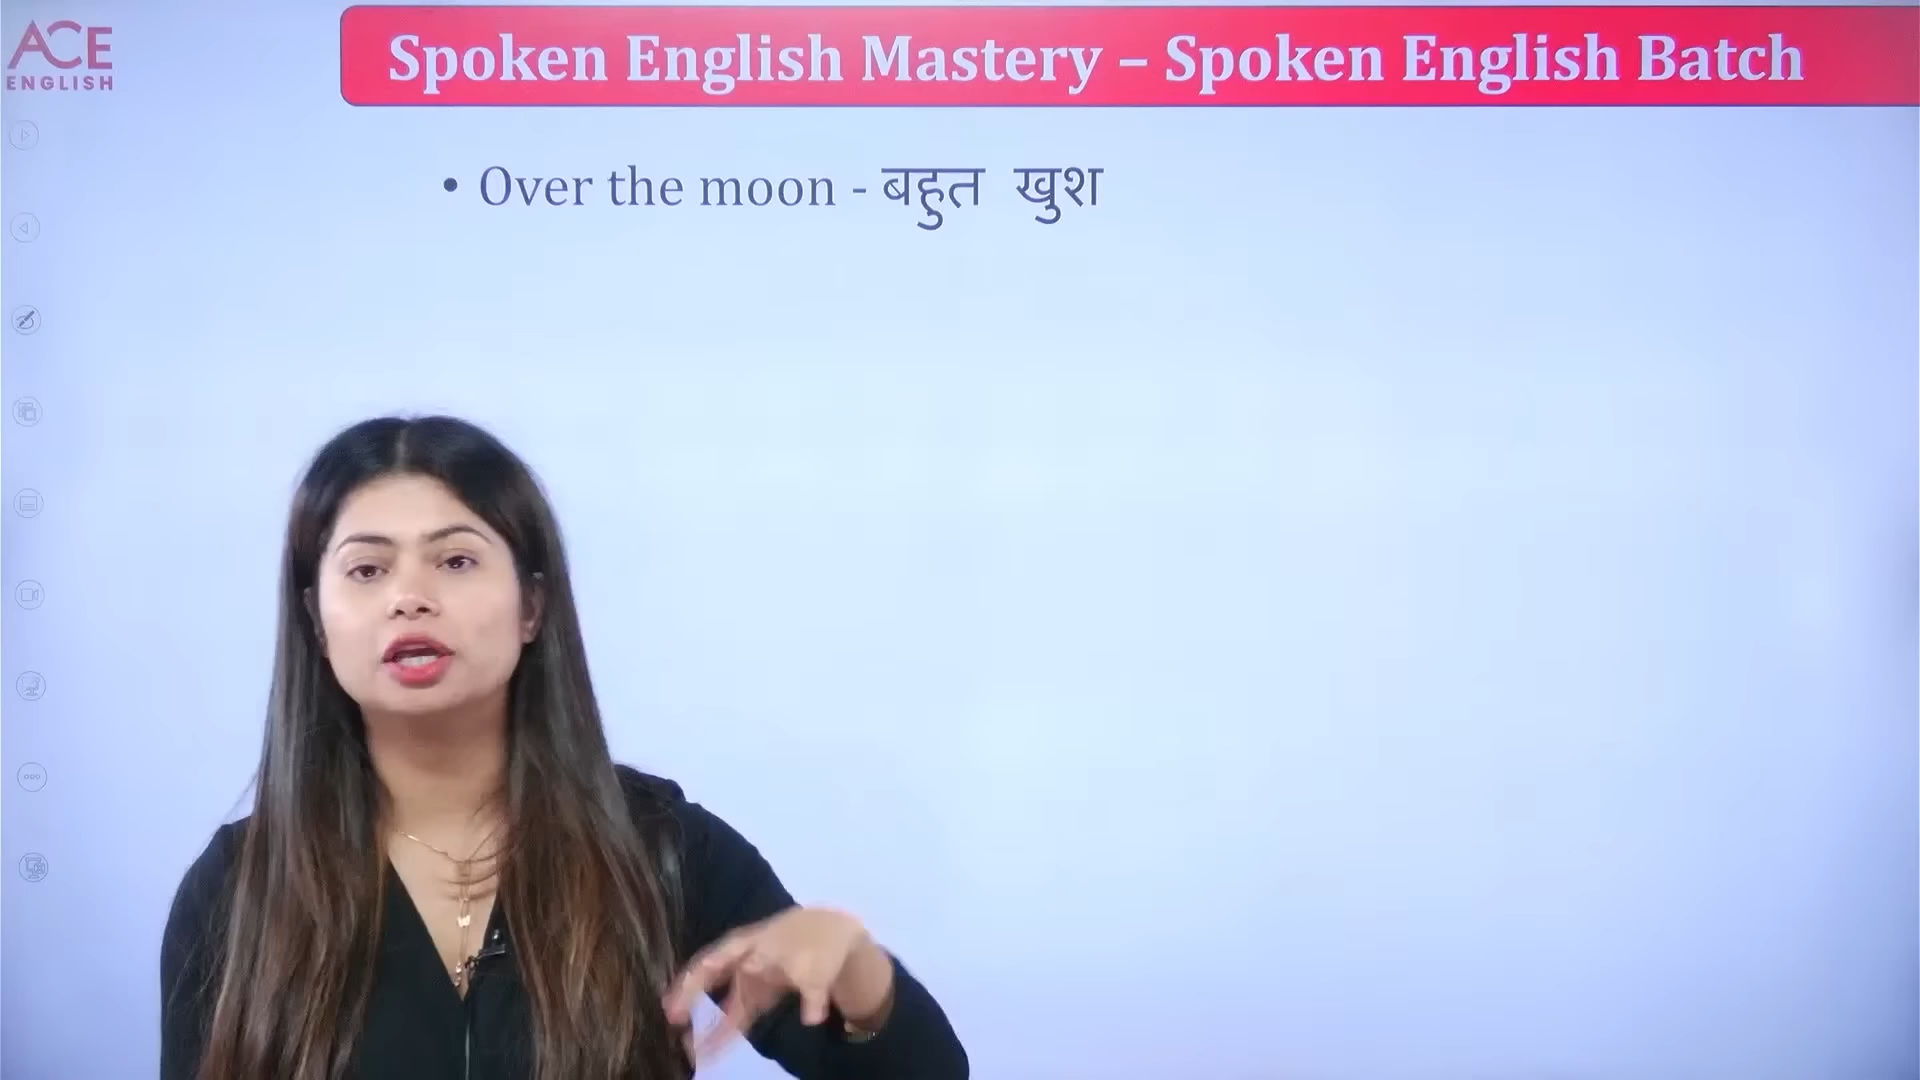 ACE
ENGLISH
Spoken English Mastery – Spoken English Batch
• Over the moon - बहुत खुश